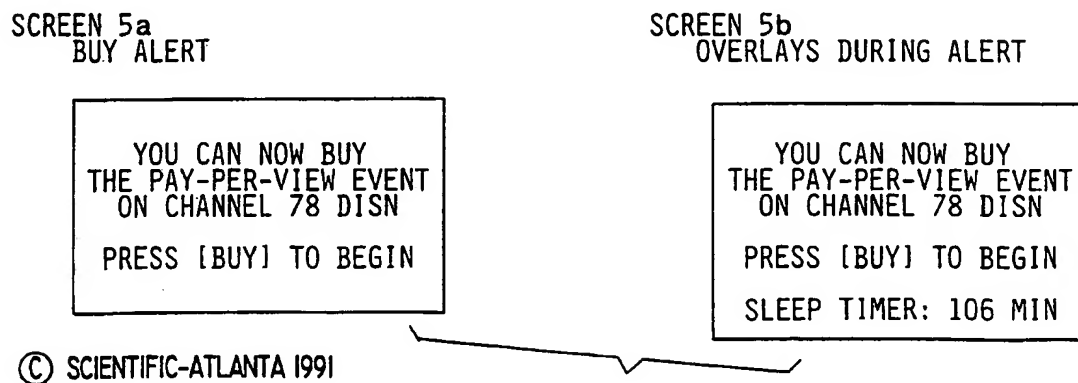 SCREEN 5a
BUY ALERT
YOU CAN NOW BUY
THE PAY-PER-VIEW EVENT
ON CHANNEL 78 DISN
PRESS [BUY] TO BEGIN
SCREEN 5b
OVERLAYS DURING ALERT
YOU CAN NOW BUY
THE PAY-PER-VIEW EVENT
ON CHANNEL 78 DISN
PRESS [BUY] TO BEGIN
SLEEP TIMER: 106 MIN
© SCIENTIFIC-ATLANTA 1991